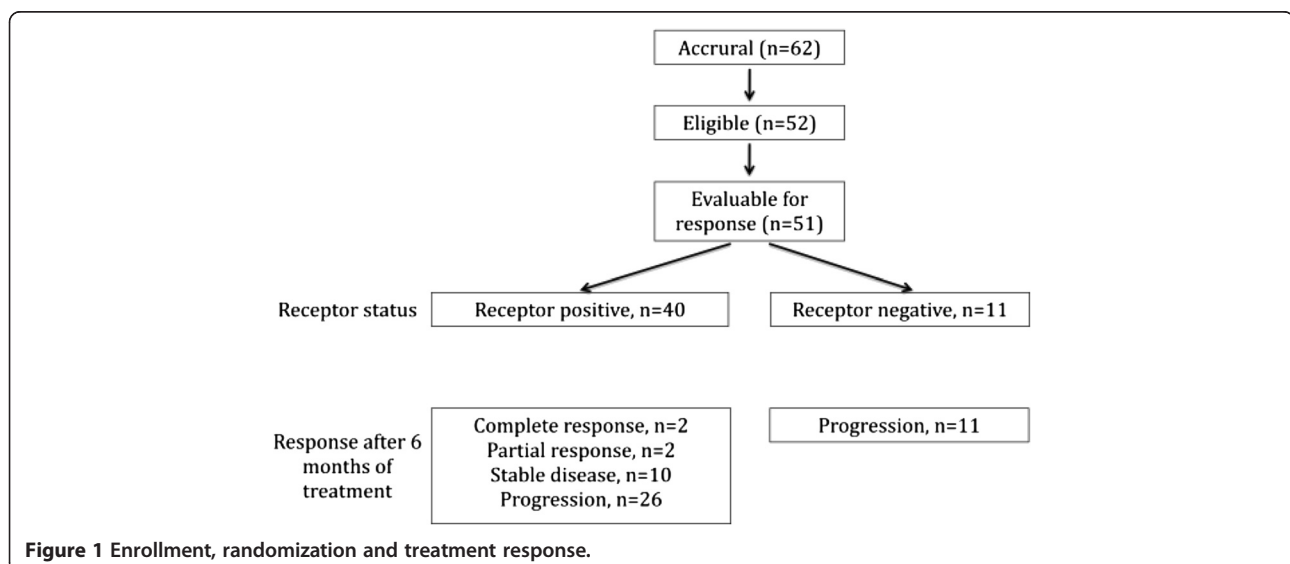 Accrural (n=62)
Eligible (n=52)
Evaluable for
response (n=51)
Receptor status
Receptor positive, n=40
Receptor negative, n=11
Response after 6
months of
treatment
Complete response, n=2
Partial response, n=2
Stable disease, n=10
Progression, n=26
Progression, n=11
Figure 1 Enrollment, randomization and treatment response.